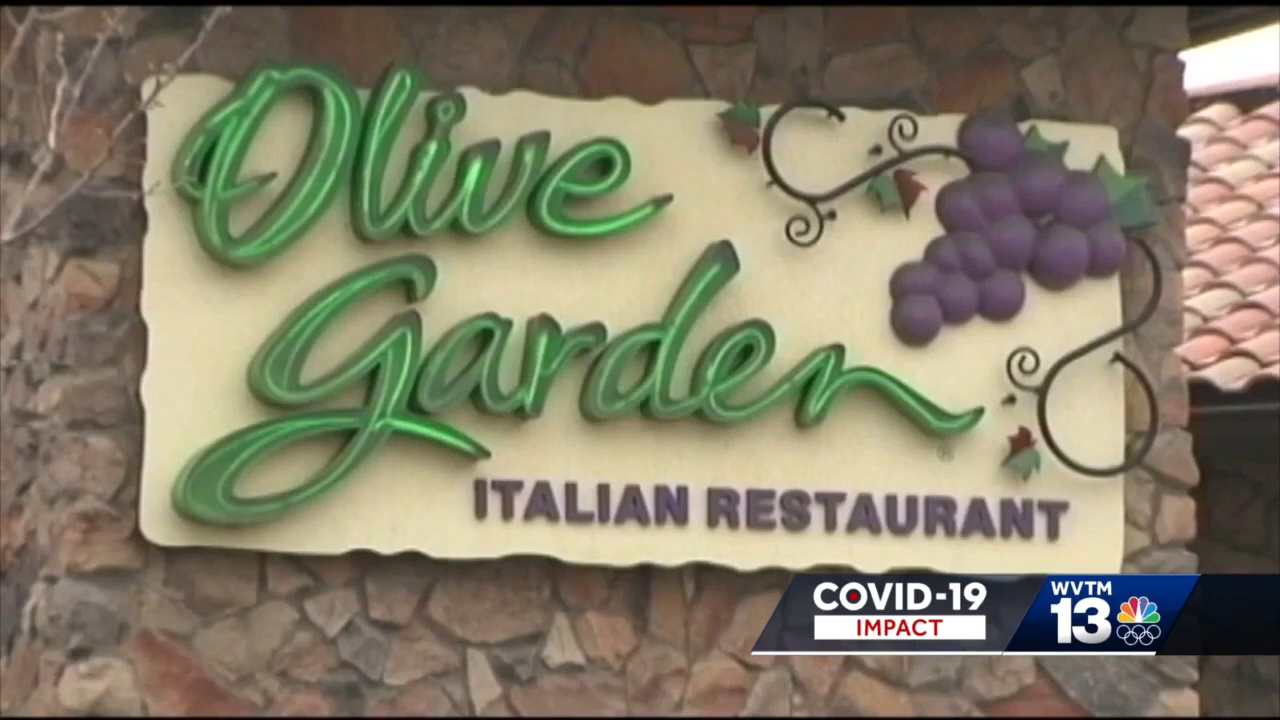 Olive
Garden
®
ITALIAN RESTAURANT
COVID-19
IMPACT
WVTM
13